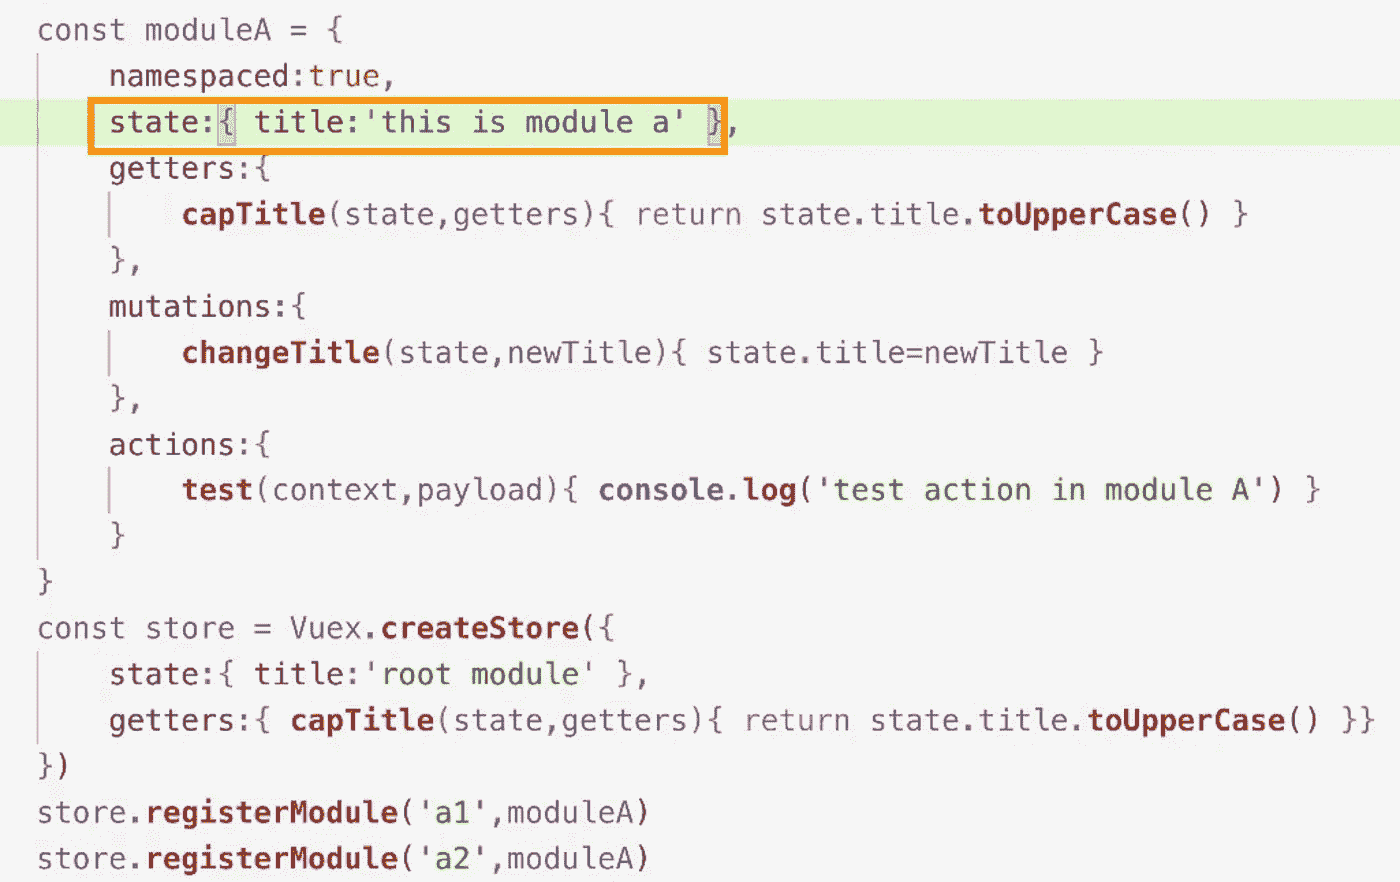 const moduleA = {
namespaced:true,
state:{ title:'this is module a' },
getters:{
capTitle(state,getters){ return state.title.toUpperCase() }
},
mutations:{
changeTitle(state,newTitle){ state.title=newTitle }
},
actions:{
test(context,payload){ console.log('test action in module A') }
}
}
const store = Vuex.createStore({
state:{ title:'root module' },
getters:{ capTitle(state,getters){ return state.title.toUpperCase() }}
})
store.registerModule('a1',moduleA)
store.registerModule('a2',moduleA)